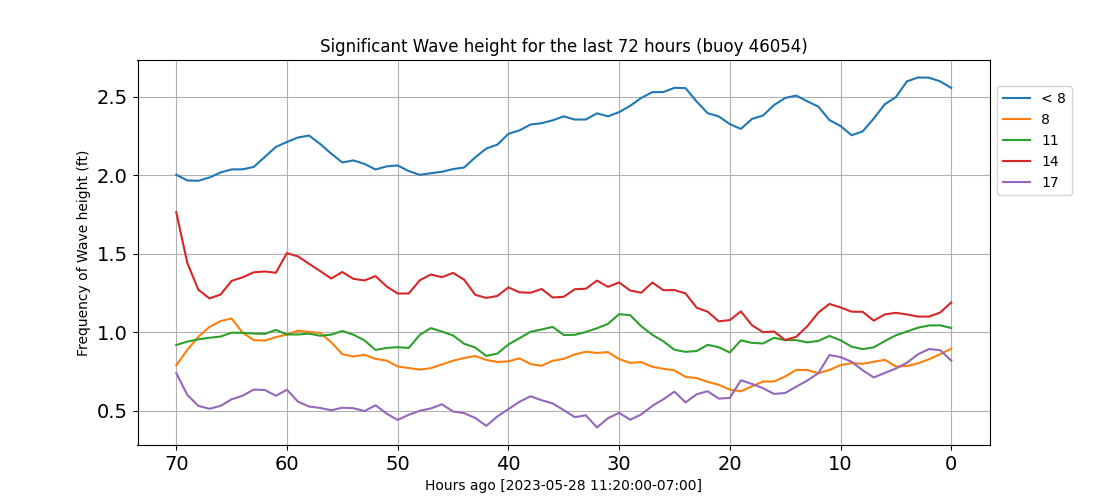 Significant Wave height for the last 72 hours (buoy 46054)
Frequency of Wave height (ft)
2.5
2.0
1.5
1.0
0.5
70 60 50 40 30 20 10 0
Hours ago [2023-05-28 11:20:00-07:00]
< 8
8
11
14
17